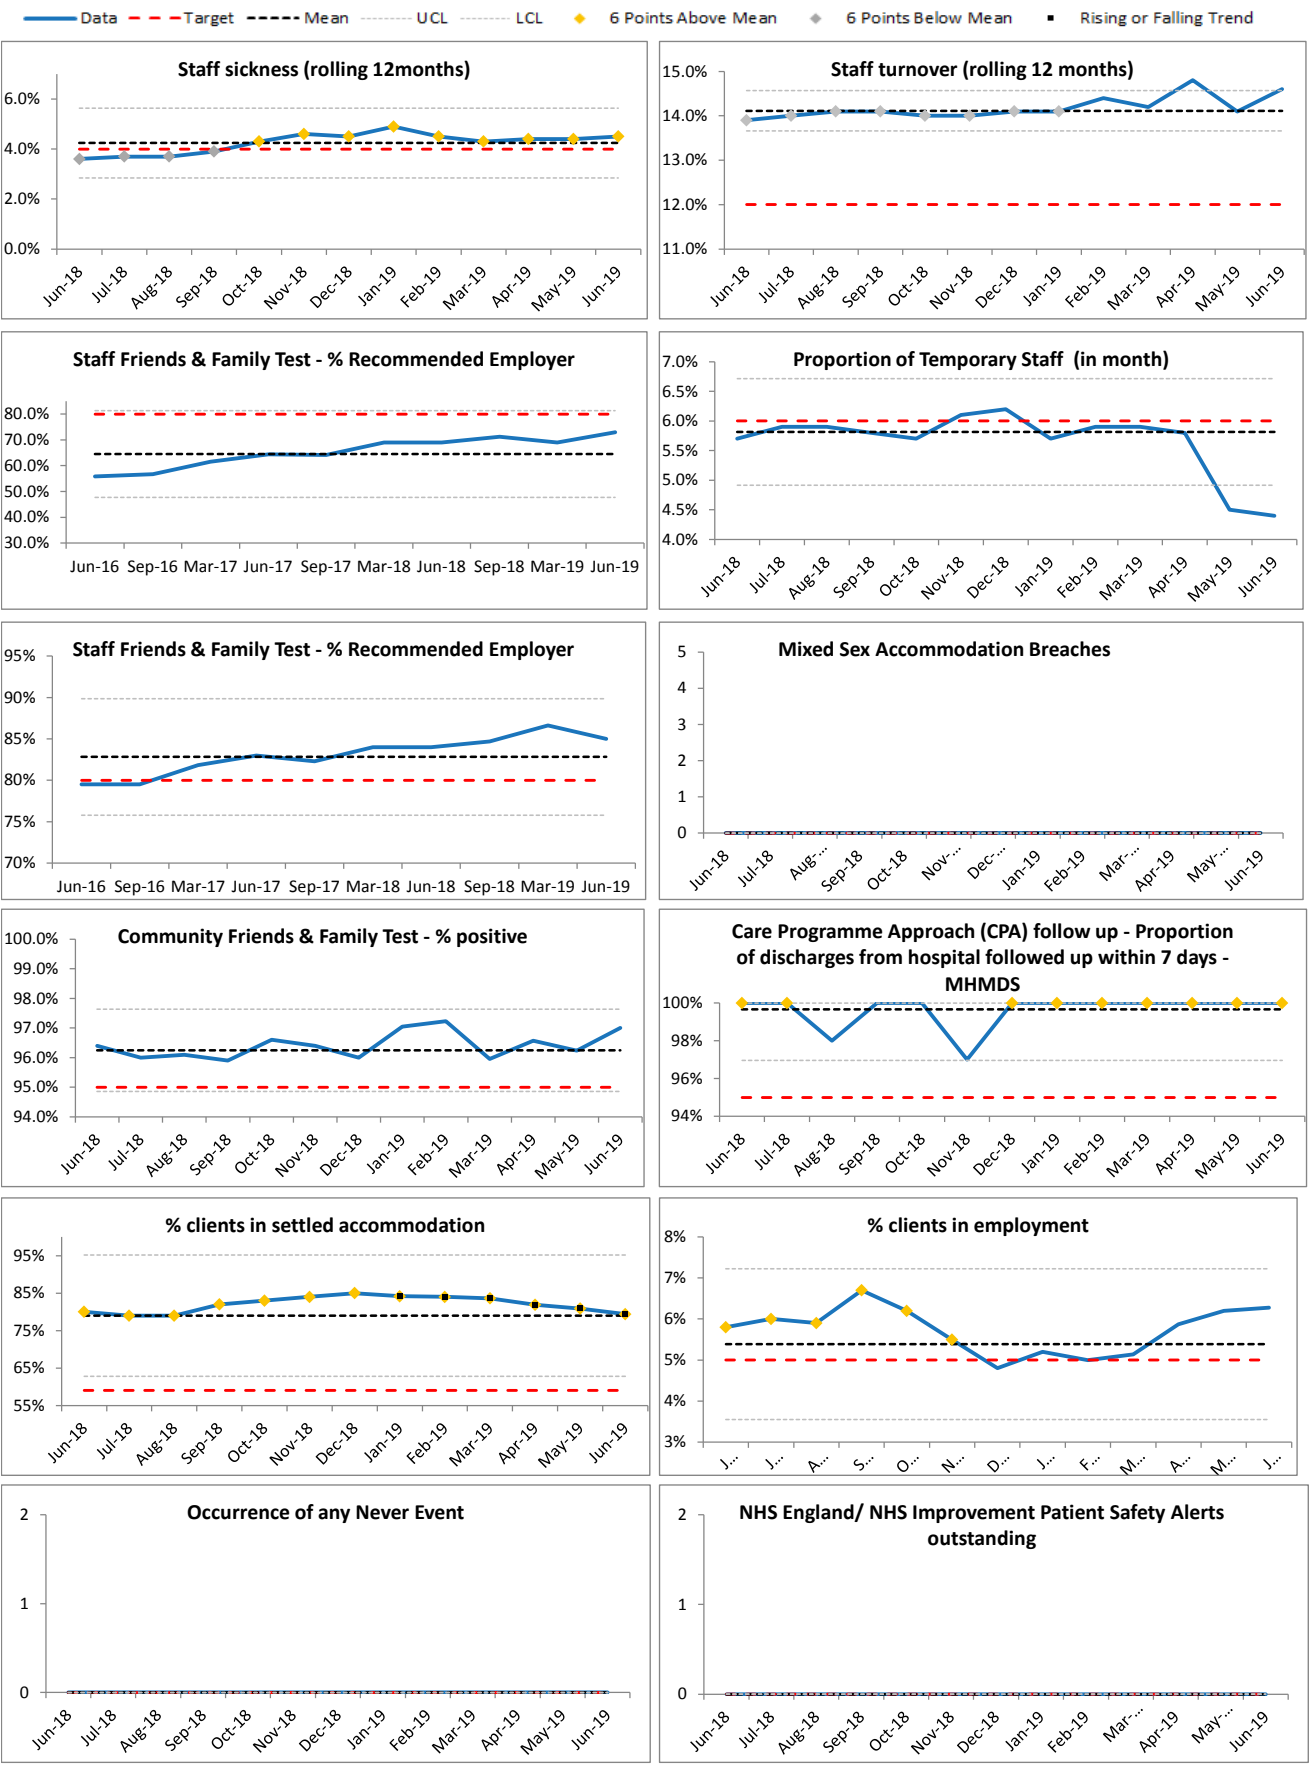 Data Target Mean UCL LCL 6 Points Above Mean 6 Points Below Mean Rising or Falling Trend
Staff sickness (rolling 12months)
6.0%
4.0%
2.0%
0.0%
Jun-18 Jul-18 Aug-18 Sep-18 Oct-18 Nov-18 Dec-18 Jan-19 Feb-19 Mar-19 Apr-19 May-19 Jun-19
Staff turnover (rolling 12 months)
15.0%
14.0%
13.0%
12.0%
11.0%
Jun-18 Jul-18 Aug-18 Sep-18 Oct-18 Nov-18 Dec-18 Jan-19 Feb-19 Mar-19 Apr-19 May-19 Jun-19
Staff Friends & Family Test - % Recommended Employer
80.0%
70.0%
60.0%
50.0%
40.0%
30.0%
Jun-16 Sep-16 Mar-17 Jun-17 Sep-17 Mar-18 Jun-18 Sep-18 Mar-19 Jun-19
Proportion of Temporary Staff (in month)
7.0%
6.5%
6.0%
5.5%
5.0%
4.5%
4.0%
Jun-18 Jul-18 Aug-18 Sep-18 Oct-18 Nov-18 Dec-18 Jan-19 Feb-19 Mar-19 Apr-19 May-19 Jun-19
Staff Friends & Family Test - % Recommended Employer
95%
90%
85%
80%
75%
70%
Jun-16 Sep-16 Mar-17 Jun-17 Sep-17 Mar-18 Jun-18 Sep-18 Mar-19 Jun-19
Mixed Sex Accommodation Breaches
5
4
3
2
1
0
Jun-18 Jul-18 Aug-... Sep-18 Oct-18 Nov-... Dec-... Jan-19 Feb-19 Mar-... Apr-19 May-... Jun-19
Community Friends & Family Test - % positive
100.0%
99.0%
98.0%
97.0%
96.0%
95.0%
94.0%
Jun-18 Jul-18 Aug-18 Sep-18 Oct-18 Nov-18 Dec-18 Jan-19 Feb-19 Mar-19 Apr-19 May-19 Jun-19
Care Programme Approach (CPA) follow up - Proportion
of discharges from hospital followed up within 7 days -
MHMDS
100%
98%
96%
94%
Jun-18 Jul-18 Aug-18 Sep-18 Oct-18 Nov-18 Dec-18 Jan-19 Feb-19 Mar-19 Apr-19 May-19 Jun-19
% clients in settled accommodation
95%
85%
75%
65%
55%
Jun-18 Jul-18 Aug-18 Sep-18 Oct-18 Nov-18 Dec-18 Jan-19 Feb-19 Mar-19 Apr-19 May-19 Jun-19
% clients in employment
8%
7%
6%
5%
4%
3%
J... J... A... S... O... N... D... J... F... M... A... M... J...
Occurrence of any Never Event
2
1
0
Jun-18 Jul-18 Aug-18 Sep-18 Oct-18 Nov-18 Dec-18 Jan-19 Feb-19 Mar-19 Apr-19 May-19 Jun-19
NHS England/ NHS Improvement Patient Safety Alerts
outstanding
2
1
0
Jun-18 Jul-18 Aug-18 Sep-18 Oct-18 Nov-18 Dec-18 Jan-19 Feb-19 Mar-... Apr-19 May-... Jun-19